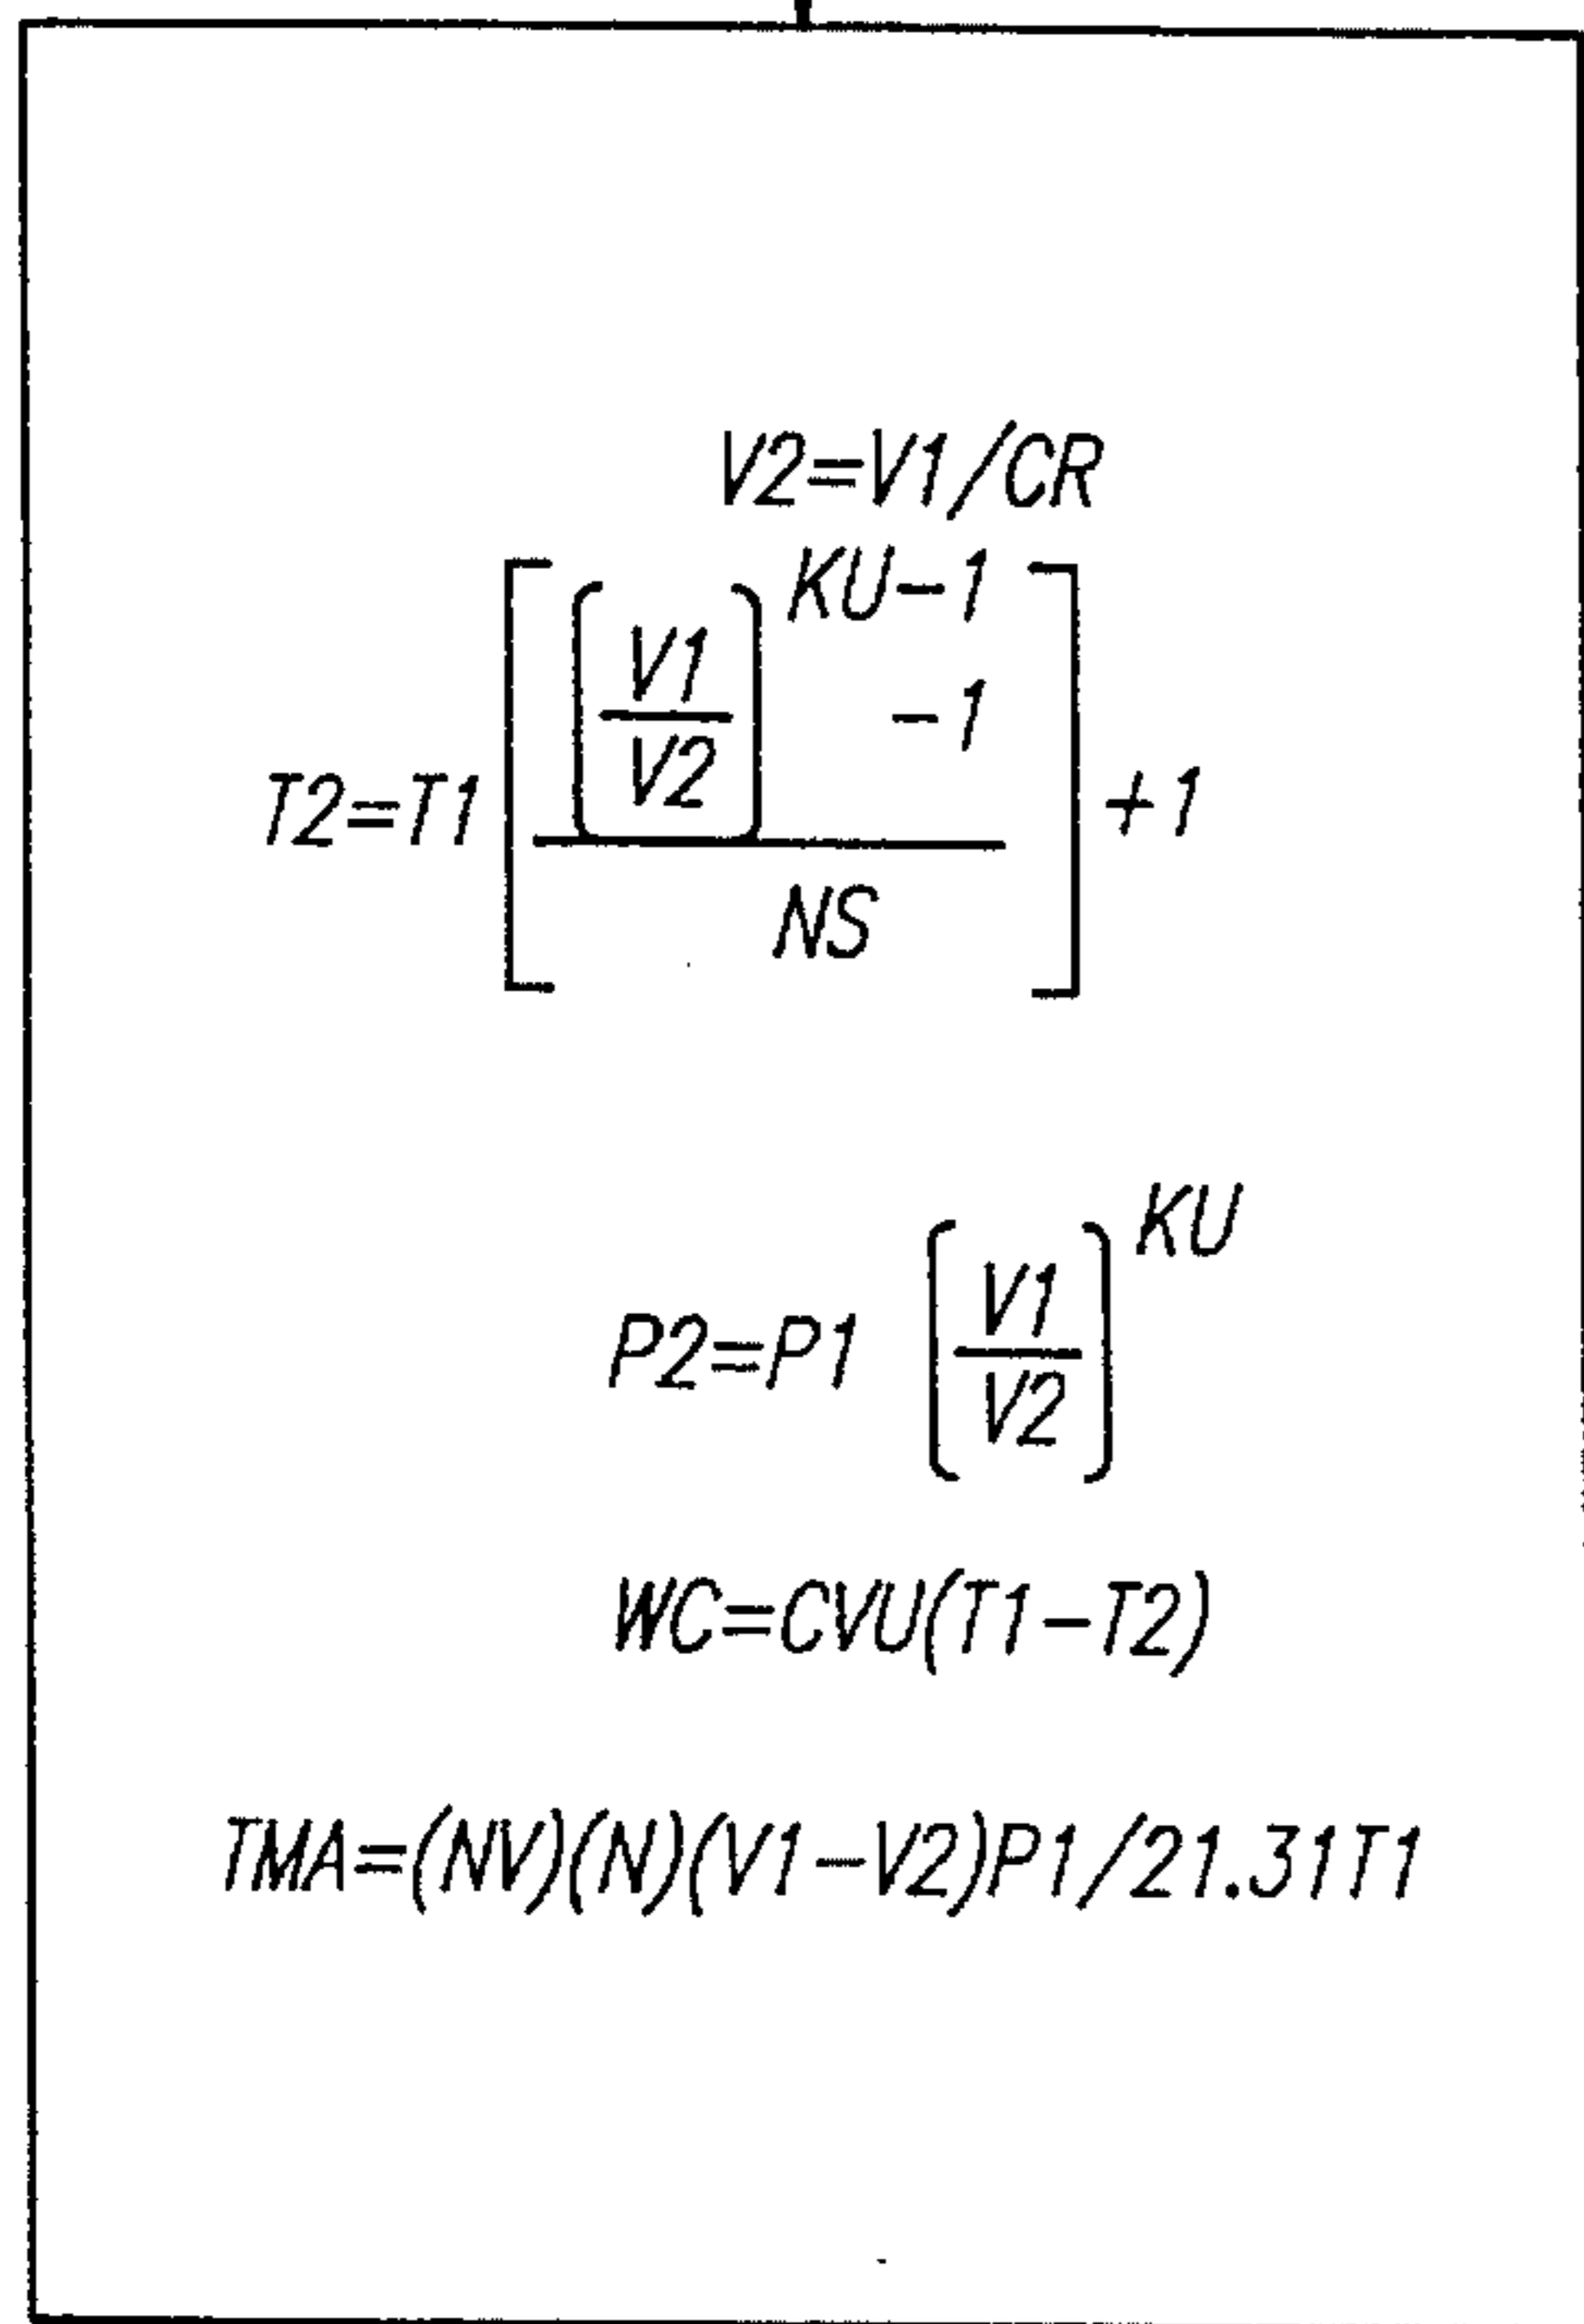 V2=V1/CR
T2=T1[((V1/V2)^KU-1 -1)/NS]+1
P2=P1 (V1/V2)^KU
WC=CVU(T1-T2)
TMA=(NV)(N)(V1-V2)P1/21.31T1